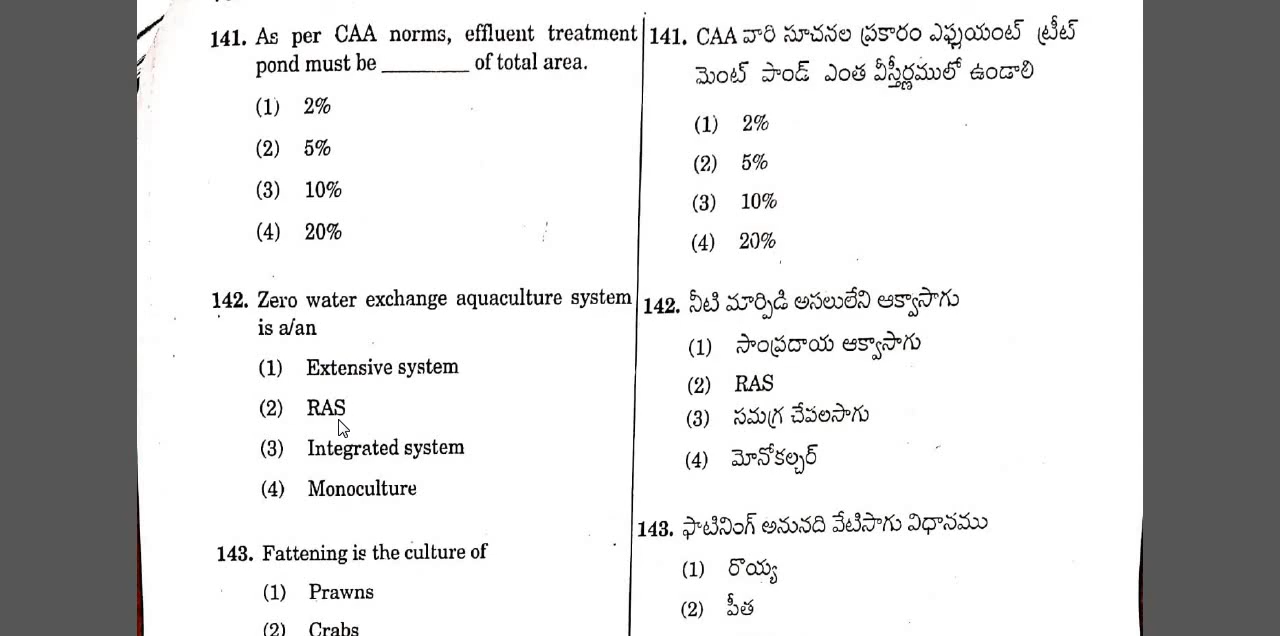 141. As per CAA norms, effluent treatment
pond must be ________ of total area.
(1) 2%
(2) 5%
(3) 10%
(4) 20%
142. Zero water exchange aquaculture system
is a/an
(1) Extensive system
(2) RAS
(3) Integrated system
(4) Monoculture
143. Fattening is the culture of
(1) Prawns
(2) Crabs
141. CAA వారి సూచనల ప్రకారం ఎఫ్లుయంట్ ట్రీట్
మెంట్ పాండ్ ఎంత వీస్తీర్ణములో ఉండాలి
(1) 2%
(2) 5%
(3) 10%
(4) 20%
142. నీటి మార్పిడి అసలులేని ఆక్వాసాగు
(1) సాంప్రదాయ ఆక్వాసాగు
(2) RAS
(3) సమగ్ర చేపలసాగు
(4) మోనోకల్చర్
143. ఫాటినింగ్ అనునది వేటిసాగు విధానము
(1) రొయ్య
(2) పీత